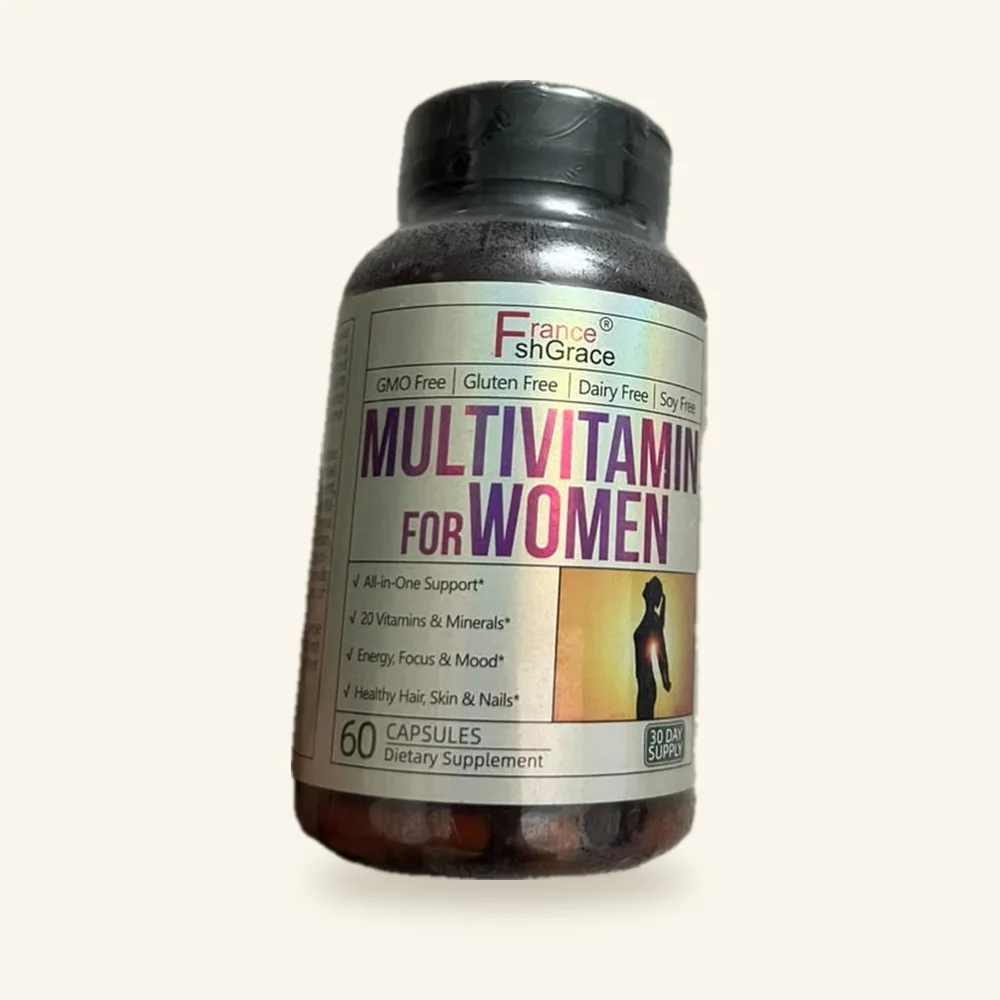 France®
shGrace
GMO Free | Gluten Free | Dairy Free | Soy Free
MULTIVITAMIN
FOR WOMEN
√ All-in-One Support*
√ 20 Vitamins & Minerals*
√ Energy, Focus & Mood*
√ Healthy Hair, Skin & Nails*
60 CAPSULES
Dietary Supplement
30 DAY
SUPPLY